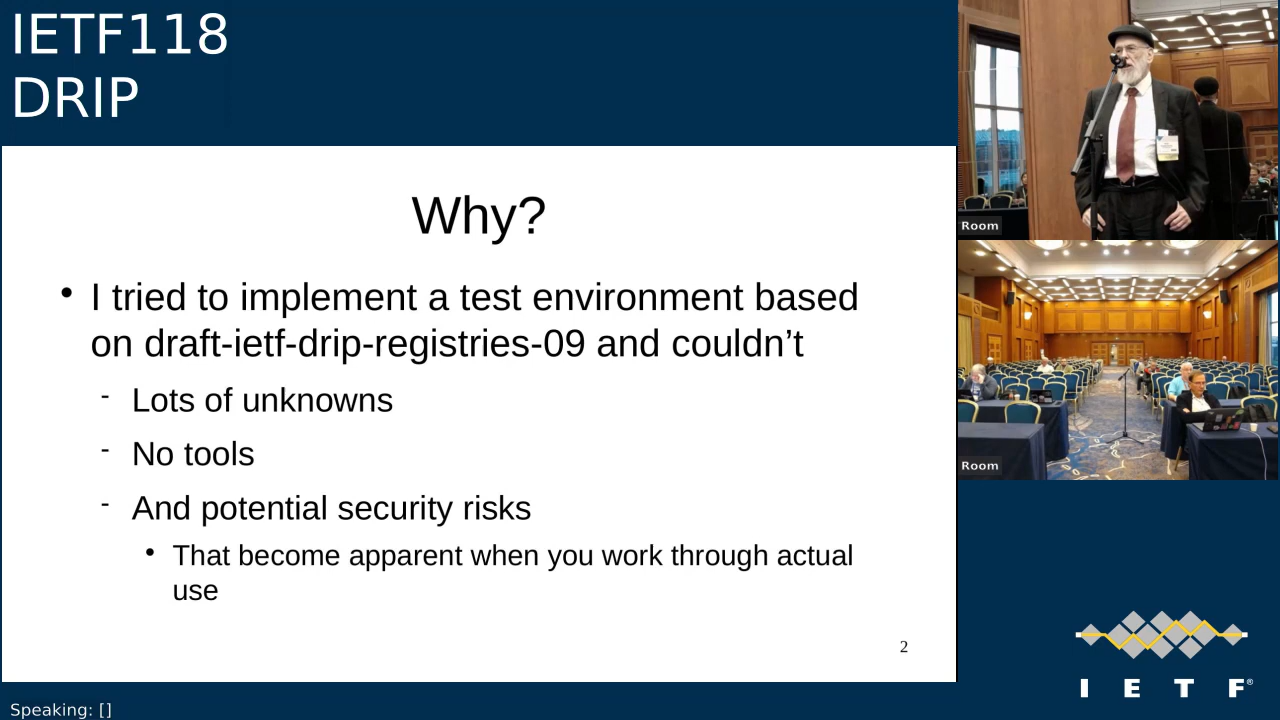 IETF118
DRIP
Why?
• I tried to implement a test environment based
on draft-ietf-drip-registries-09 and couldn’t
- Lots of unknowns
- No tools
- And potential security risks
• That become apparent when you work through actual
use
2
Room
Room
I E T F®
Speaking: []